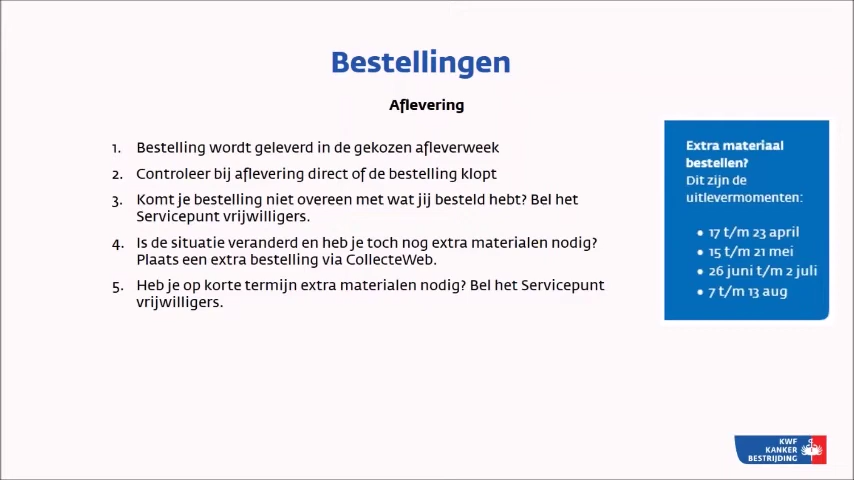 Bestellingen
Aflevering
1. Bestelling wordt geleverd in de gekozen afleverweek
2. Controleer bij aflevering direct of de bestelling klopt
3. Komt je bestelling niet overeen met wat jij besteld hebt? Bel het
Servicepunt vrijwilligers.
4. Is de situatie veranderd en heb je toch nog extra materialen nodig?
Plaats een extra bestelling via CollecteWeb.
5. Heb je op korte termijn extra materialen nodig? Bel het Servicepunt
vrijwilligers.
Extra materiaal
bestellen?
Dit zijn de
uitlevermomenten:
• 17 t/m 23 april
• 15 t/m 21 mei
• 26 juni t/m 2 juli
• 7 t/m 13 aug
KWF
KANKER
BESTRIJDING